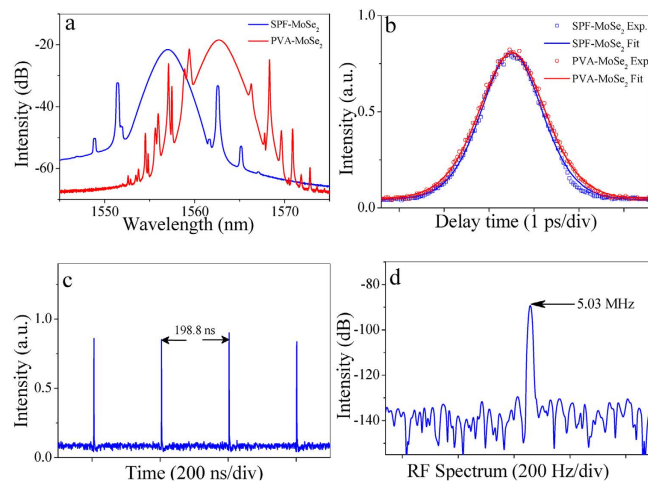 a
SPF-MoSe₂
PVA-MoSe₂
Intensity (dB)
-20
-40
-60
1550
1560
1570
Wavelength (nm)
b
SPF-MoSe₂ Exp.
SPF-MoSe₂ Fit
PVA-MoSe₂ Exp
PVA-MoSe₂ Fit
Intensity (a.u.)
1.0
0.5
0.0
Delay time (1 ps/div)
c
198.8 ns
Intensity (a.u.)
1.0
0.5
0.0
Time (200 ns/div)
d
5.03 MHz
Intensity (dB)
-80
-100
-120
-140
RF Spectrum (200 Hz/div)